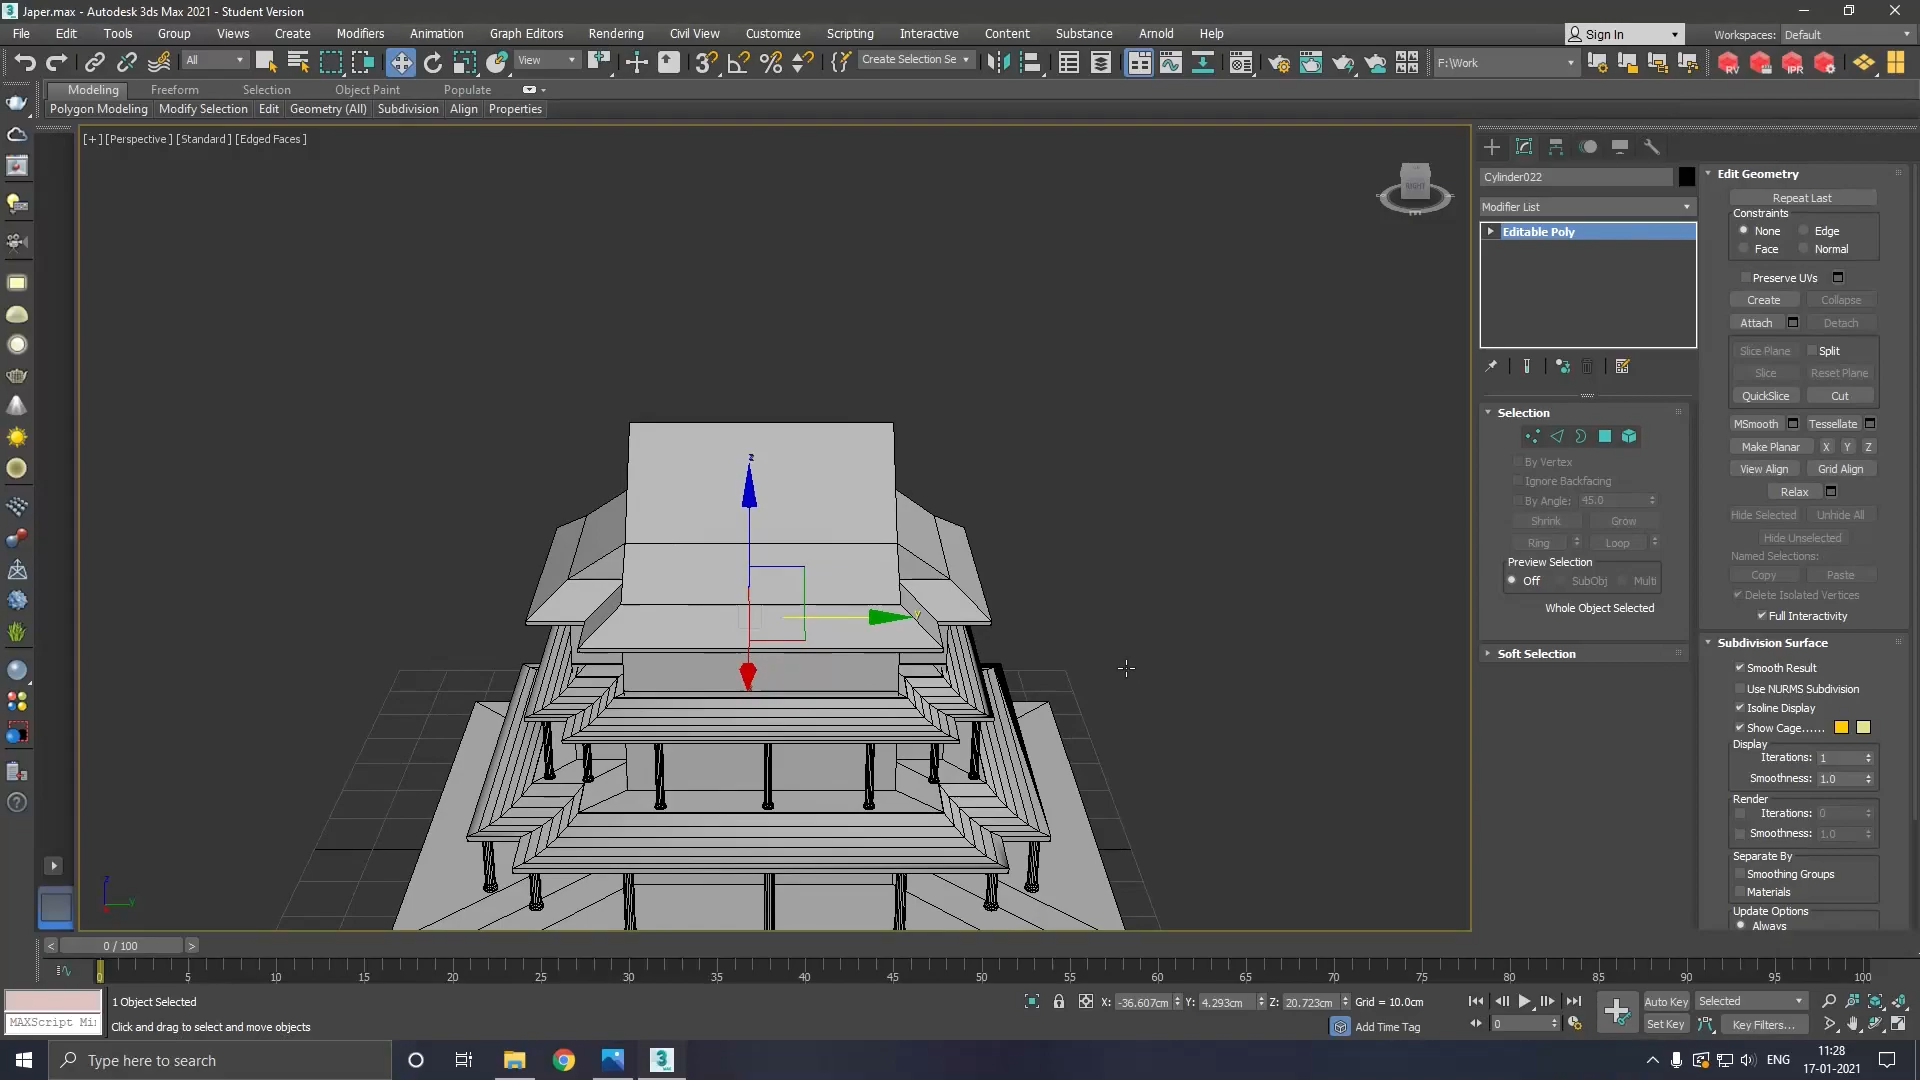 Japer.max - Autodesk 3ds Max 2021 - Student Version
File Edit Tools Group Views Create Modifiers Animation Graph Editors Rendering Civil View Customize Scripting Interactive Content Substance Arnold Help
Sign In Workspaces: Default
All View Create Selection Se F:\Work
RV IPR
Modeling Freeform Selection Object Paint Populate
Polygon Modeling Modify Selection Edit Geometry (All) Subdivision Align Properties
[+] [Perspective] [Standard] [Edged Faces]
RIGHT
z
y
z
y
Cylinder022
Modifier List
Editable Poly
Selection
By Vertex
Ignore Backfacing
By Angle: 45.0
Shrink Grow
Ring Loop
Preview Selection
Off SubObj Multi
Whole Object Selected
Soft Selection
Edit Geometry
Repeat Last
Constraints
None Edge
Face Normal
Preserve UVs
Create Collapse
Attach Detach
Slice Plane Split
Slice Reset Plane
QuickSlice Cut
MSmooth Tessellate
Make Planar X Y Z
View Align Grid Align
Relax
Hide Selected Unhide All
Hide Unselected
Named Selections:
Copy Paste
Delete Isolated Vertices
Full Interactivity
Subdivision Surface
Smooth Result
Use NURMS Subdivision
Isoline Display
Show Cage......
Display
Iterations: 1
Smoothness: 1.0
Render
Iterations: 0
Smoothness: 1.0
Separate By
Smoothing Groups
Materials
Update Options
Always
< 0 / 100 >
0 5 10 15 20 25 30 35 40 45 50 55 60 65 70 75 80 85 90 95 100
1 Object Selected X: -36.607cm Y: 4.293cm Z: 20.723cm Grid = 10.0cm Auto Key Selected
MAXScript Mi Click and drag to select and move objects Add Time Tag 0 Set Key Key Filters...
Type here to search ENG 11:28
17-01-2021